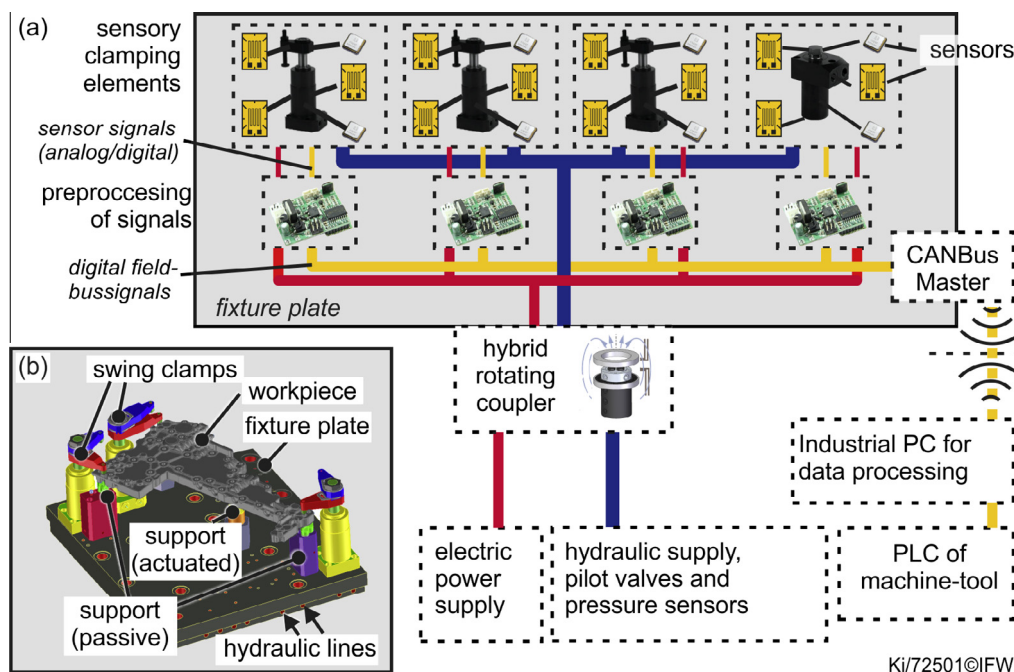 (a)
sensory
clamping
elements
sensors
sensor signals
(analog/digital)
preproccesing
of signals
digital field-
bussignals
fixture plate
CANBus
Master
hybrid
rotating
coupler
Industrial PC for
data processing
electric
power
supply
hydraulic supply,
pilot valves and
pressure sensors
PLC of
machine-tool
(b)
swing clamps
workpiece
fixture plate
support
(actuated)
support
(passive)
hydraulic lines
Ki/72501©IFW